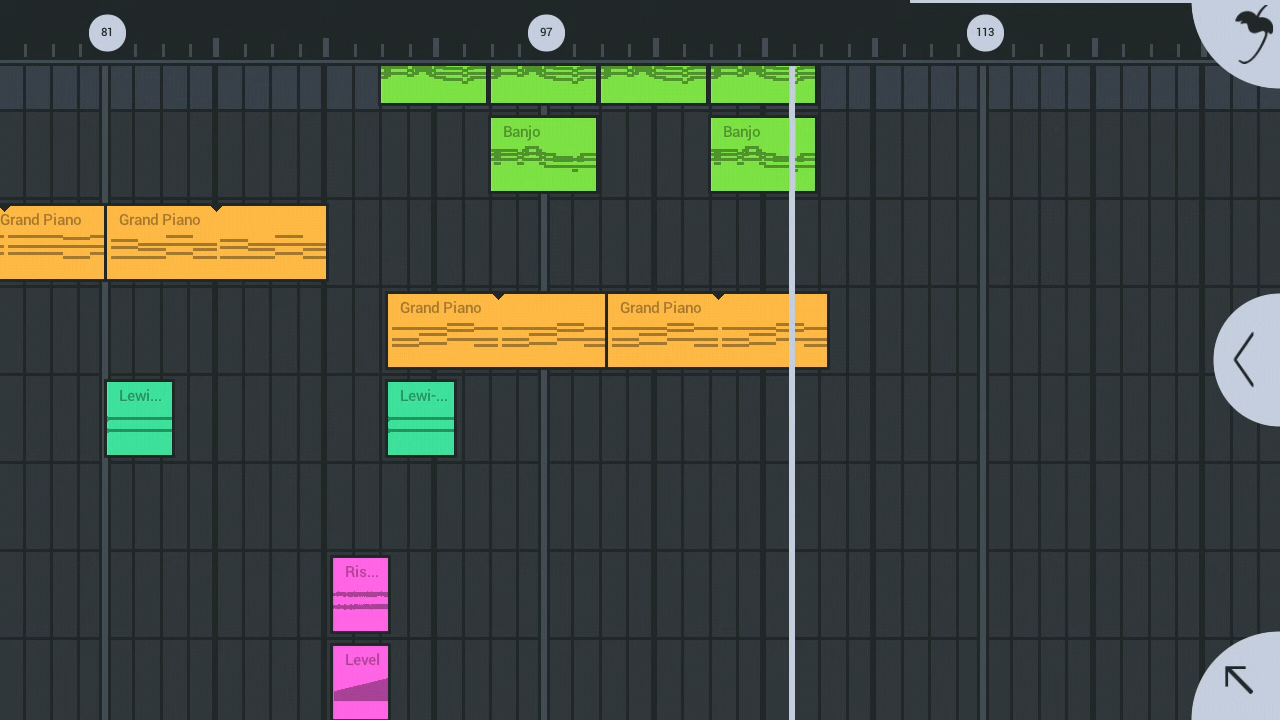 81
97
113
Banjo
Banjo
Grand Piano
Grand Piano
Grand Piano
Grand Piano
Lewi...
Lewi-...
Ris...
Level